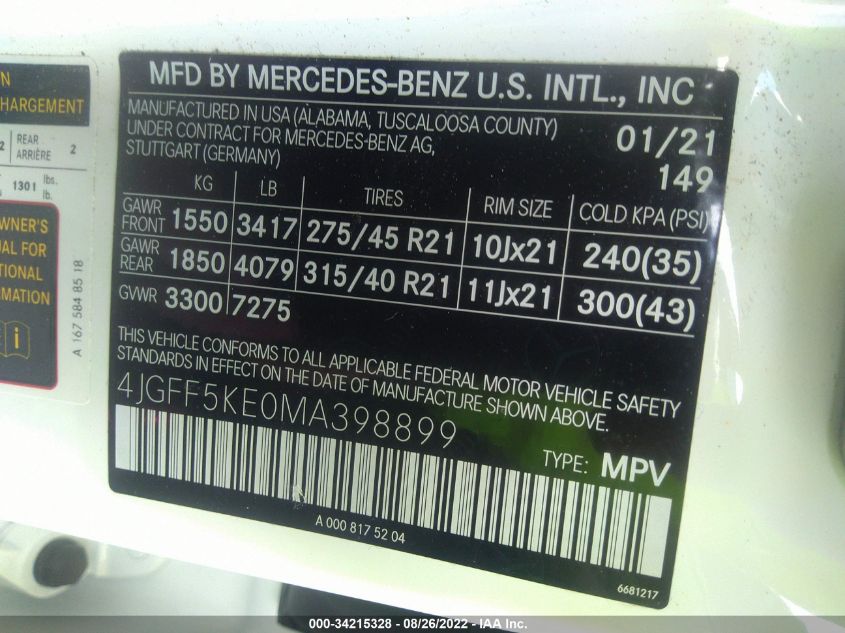 N
CHARGEMENT
2 | REAR ARRIÈRE 2
1301 lbs. lb.
OWNER'S
UAL FOR
TIONAL
RMATION
i
A 167 584 85 18
MFD BY MERCEDES-BENZ U.S. INTL., INC
MANUFACTURED IN USA (ALABAMA, TUSCALOOSA COUNTY) 01/21
UNDER CONTRACT FOR MERCEDES-BENZ AG,
STUTTGART (GERMANY) 149
KG LB TIRES RIM SIZE COLD KPA (PSI)
GAWR FRONT 1550 3417 275/45 R21 10Jx21 240(35)
GAWR REAR 1850 4079 315/40 R21 11Jx21 300(43)
GVWR 3300 7275
THIS VEHICLE CONFORMS TO ALL APPLICABLE FEDERAL MOTOR VEHICLE SAFETY
STANDARDS IN EFFECT ON THE DATE OF MANUFACTURE SHOWN ABOVE.
4JGFF5KE0MA398899
TYPE: MPV
A 000 817 52 04
6681217
000-34215328 - 08/26/2022 - IAA Inc.